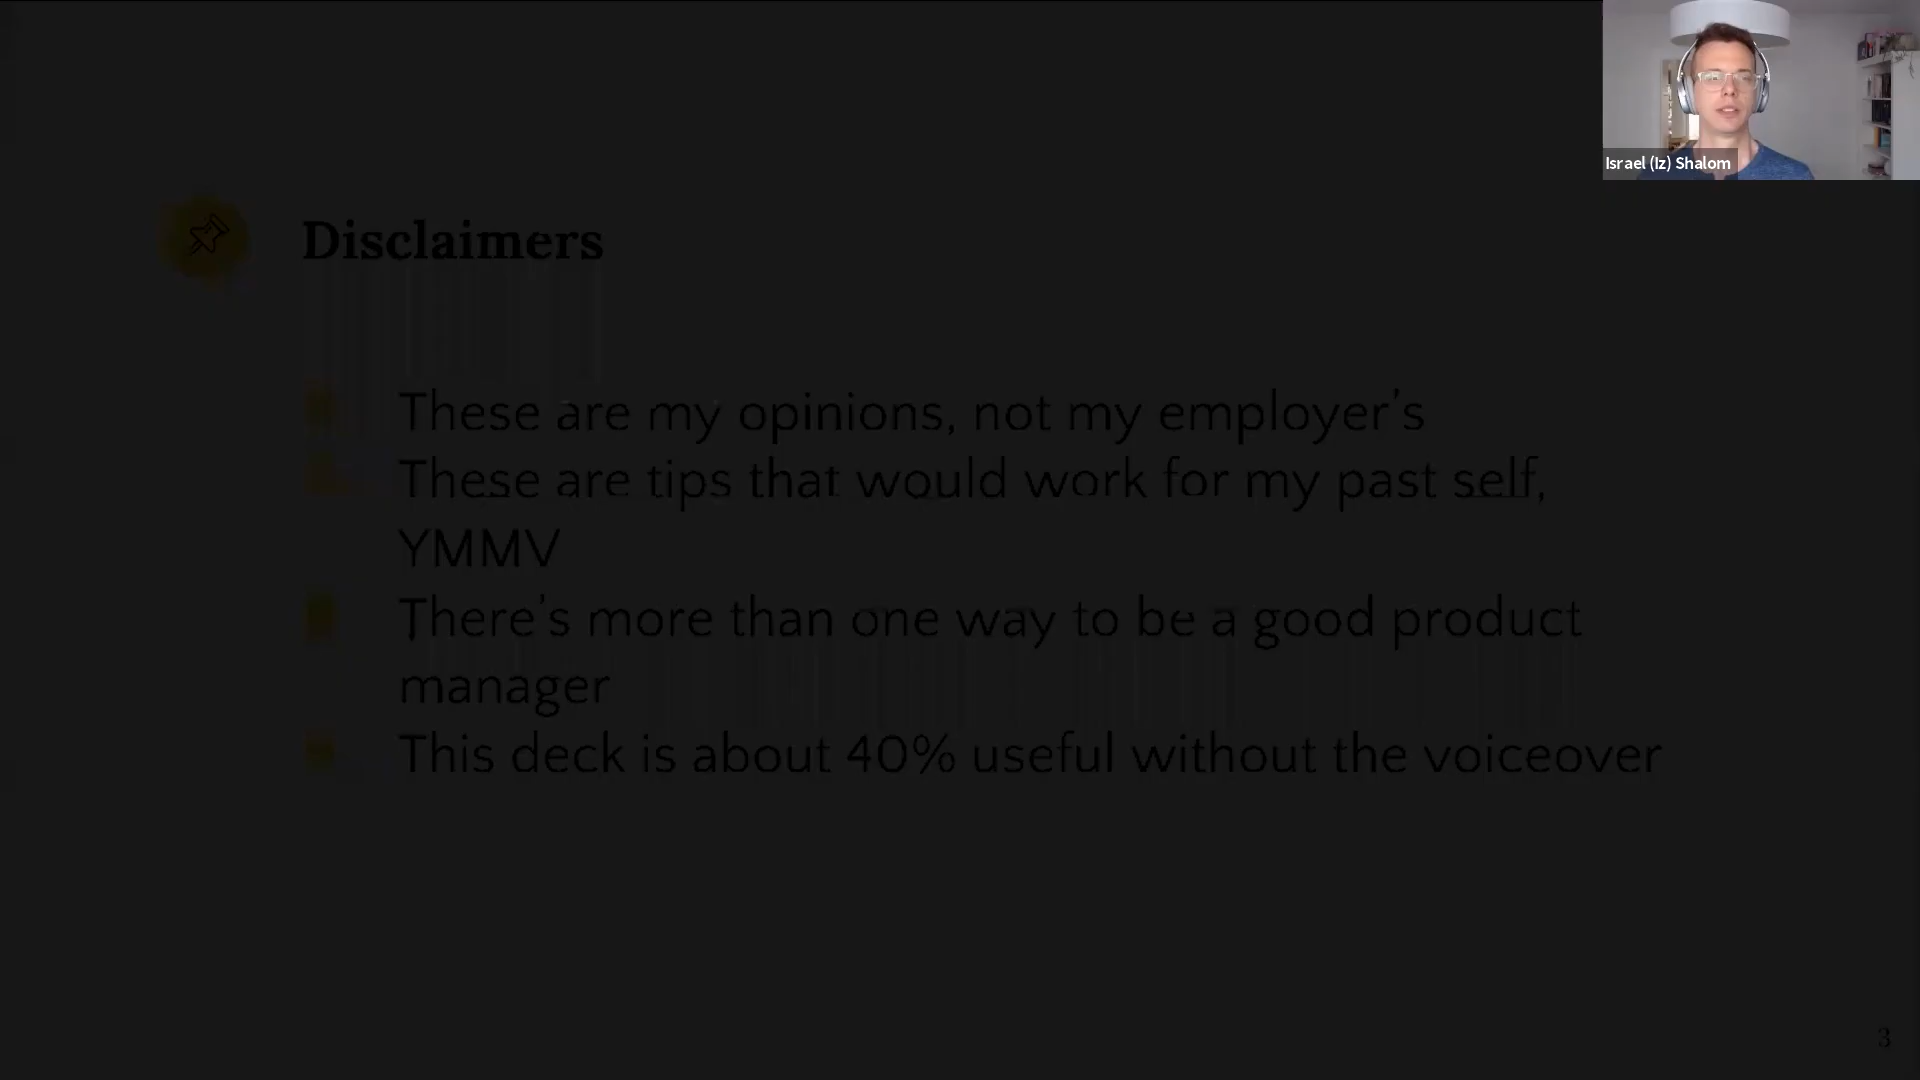 Israel (Iz) Shalom
Disclaimers
These are my opinions, not my employer’s
These are tips that would work for my past self,
YMMV
There’s more than one way to be a good product
manager
This deck is about 40% useful without the voiceover
3